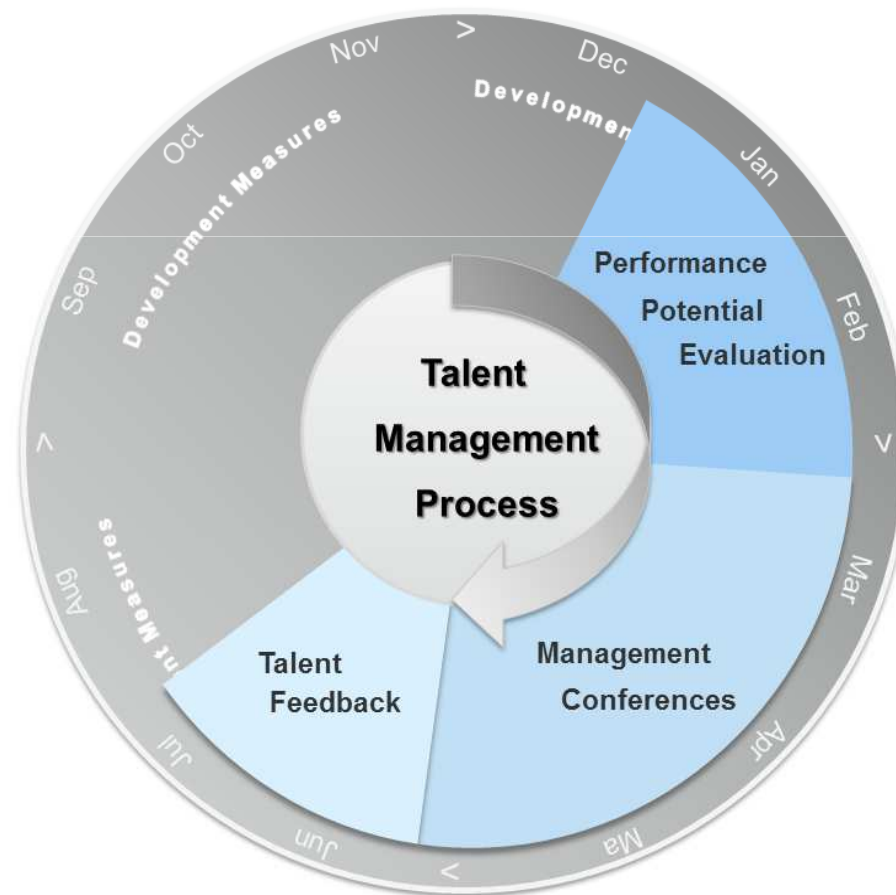 Nov
>
Dec
Oct
Jan
Development Measures
Development
Sep
Feb
Performance
Potential
Evaluation
Talent
Management
Process
>
>
Aug
nt Measures
Mar
Talent
Feedback
Management
Conferences
Jul
Apr
Jun
>
Ma